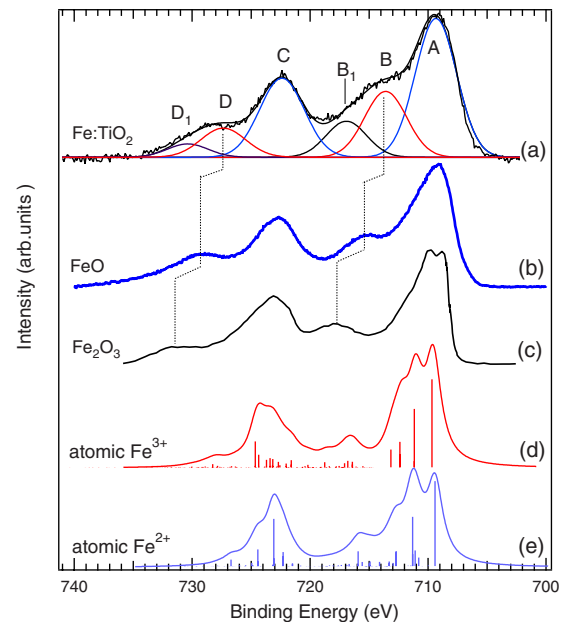 A
C
B₁
B
D₁
D
Fe:TiO₂
(a)
FeO
(b)
Fe₂O₃
(c)
atomic Fe³⁺
(d)
atomic Fe²⁺
(e)
Intensity (arb.units )
740 730 720 710 700
Binding Energy (eV)